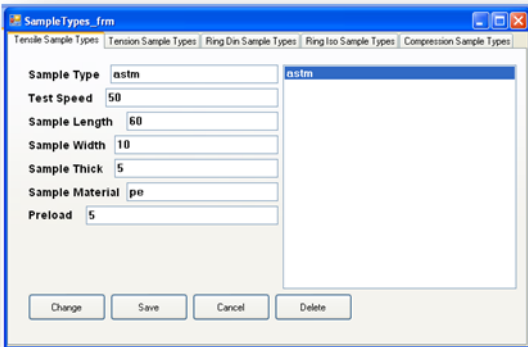 SampleTypes_frm
Tensile Sample Types Tension Sample Types Ring Din Sample Types Ring Iso Sample Types Compression Sample Types
Sample Type astm
astm
Test Speed 50
Sample Length 60
Sample Width 10
Sample Thick 5
Sample Material pe
Preload 5
Change Save Cancel Delete